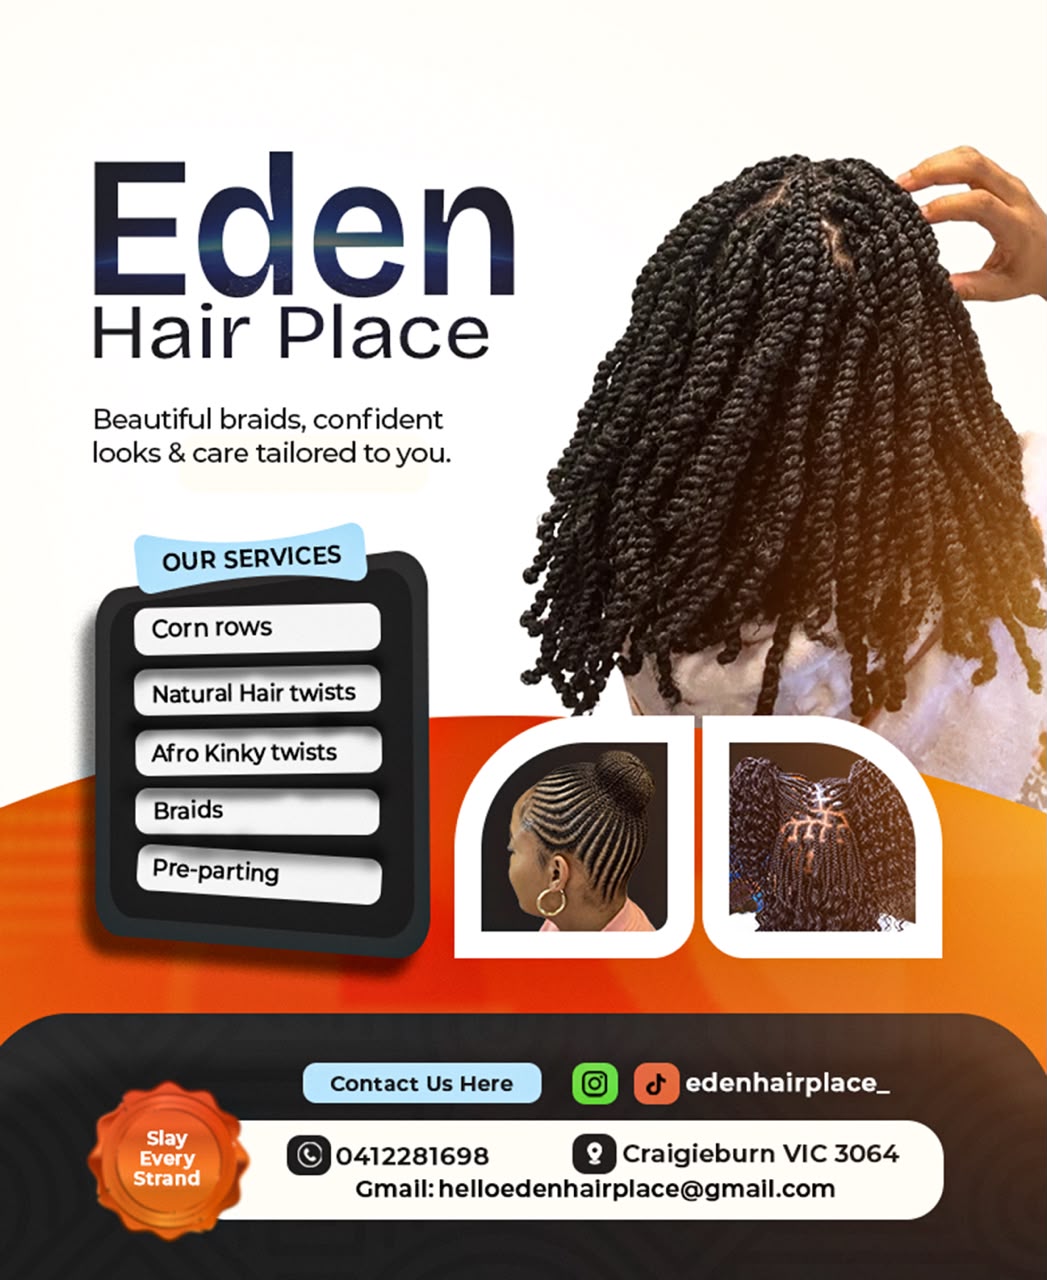 Eden
Hair Place
Beautiful braids, confident
looks & care tailored to you.
OUR SERVICES
Corn rows
Natural Hair twists
Afro Kinky twists
Braids
Pre-parting
Contact Us Here
edenhairplace_
Slay
Every
Strand
0412281698
Craigieburn VIC 3064
Gmail: helloedenhairplace@gmail.com